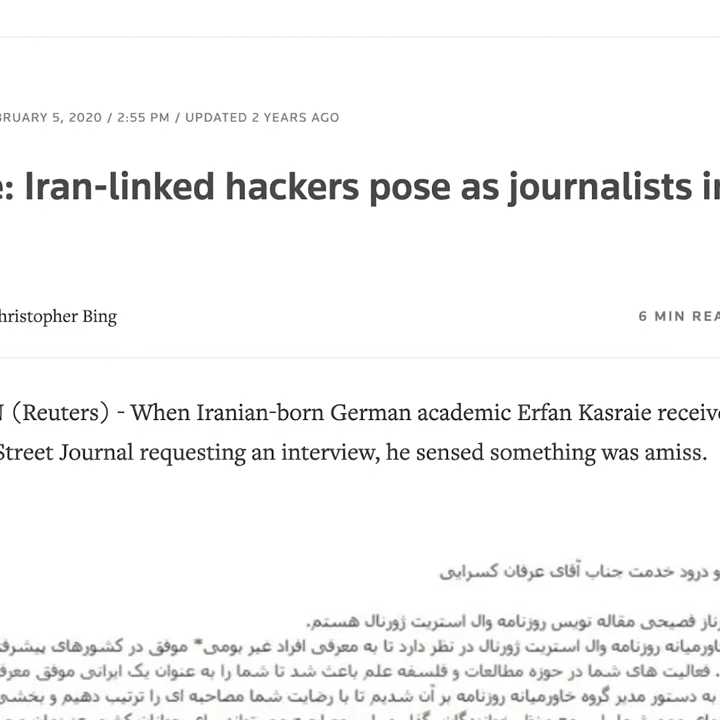 BRUARY 5, 2020 / 2:55 PM / UPDATED 2 YEARS AGO
: Iran-linked hackers pose as journalists in
hristopher Bing
6 MIN REA
(Reuters) - When Iranian-born German academic Erfan Kasraie receive
Street Journal requesting an interview, he sensed something was amiss.
و درود خدمت جناب آقای عرفان کسرایی
رناز فصیحی مقاله نویس روزنامه وال استریت ژورنال هستم.
اورمیانه روزنامه وال استریت ژورنال در نظر دارد تا به معرفی افراد غیر بومی* موفق در کشورهای پیشرف
. فعالیت های شما در حوزه مطالعات و فلسفه علم باعث شد تا شما را به عنوان یک ایرانی موفق معرف
به دستور مدیر گروه خاورمیانه روزنامه بر آن شدیم تا با رضایت شما مصاحبه ای را ترتیب دهیم و بخشی